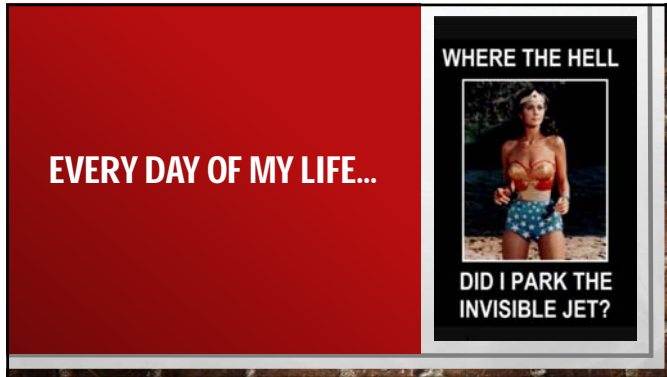 EVERY DAY OF MY LIFE...
WHERE THE HELL
DID I PARK THE
INVISIBLE JET?